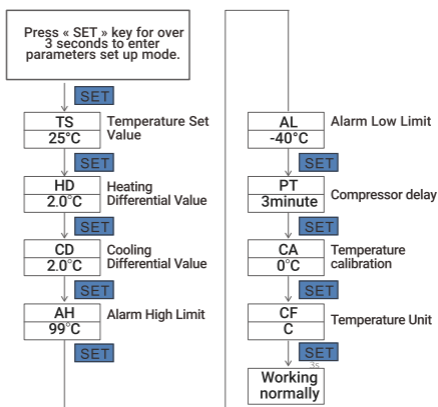 Press « SET » key for over
3 seconds to enter
parameters set up mode.
SET
TS
25°C
Temperature Set
Value
SET
HD
2.0°C
Heating
Differential Value
SET
CD
2.0°C
Cooling
Differential Value
SET
AH
99°C
Alarm High Limit
SET
AL
-40°C
Alarm Low Limit
SET
PT
3minute
Compressor delay
SET
CA
0°C
Temperature
calibration
SET
CF
C
Temperature Unit
SET
3s
Working
normally